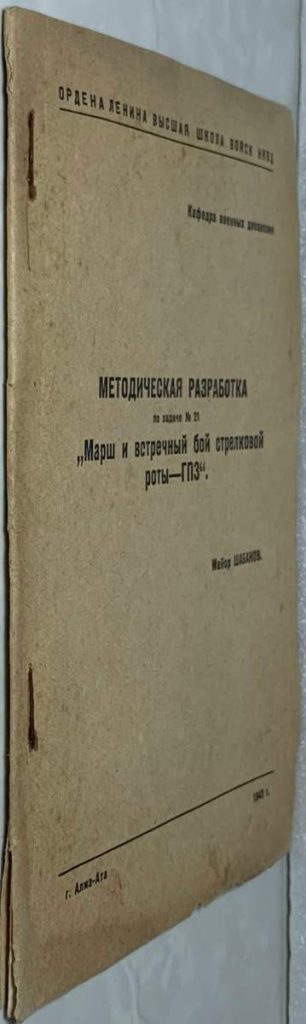 ОРДЕНА ЛЕНИНА ВЫСШАЯ ШКОЛА ВОЙСК НКВД
Кафедра военных дисциплин
МЕТОДИЧЕСКАЯ РАЗРАБОТКА
по задаче № 21
„Марш и встречный бой стрелковой
роты—ГПЗ“.
Майор ШАБАНОВ.
г. Алма-Ата
1943 г.